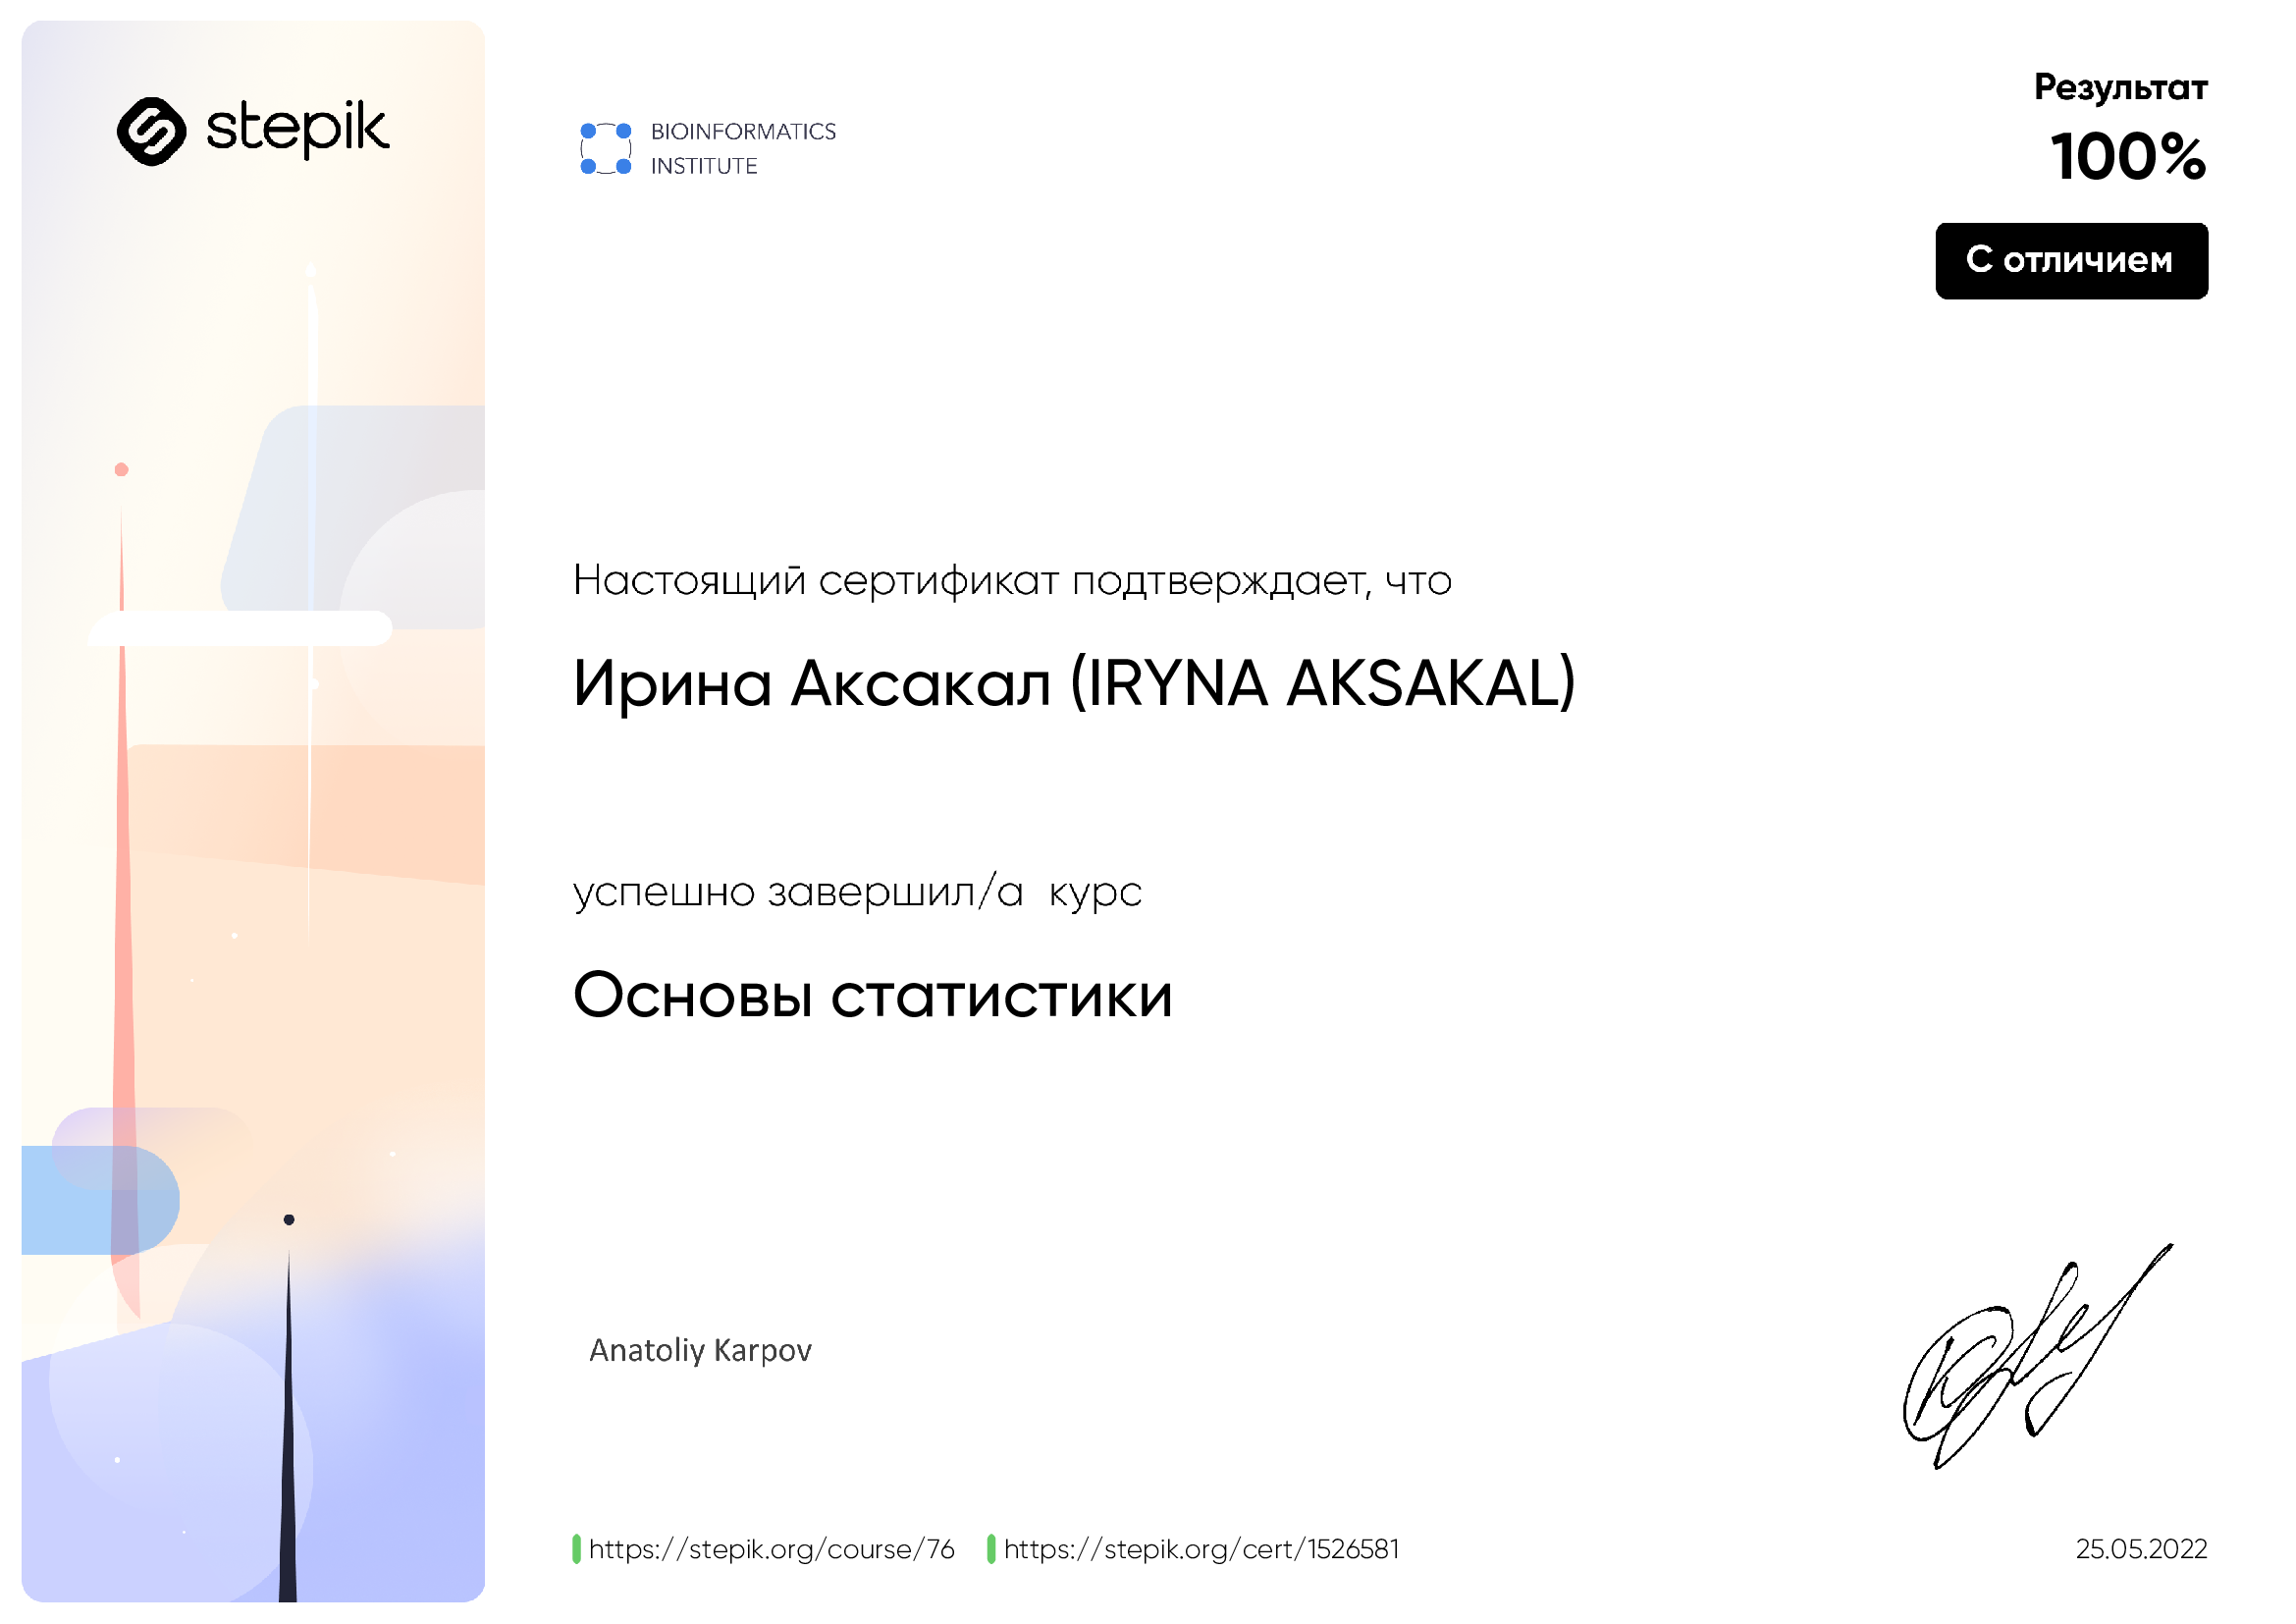 stepik
BIOINFORMATICS
INSTITUTE
Результат
100%
С отличием
Настоящий сертификат подтверждает, что
Ирина Аксакал (IRYNA AKSAKAL)
успешно завершил/а курс
Основы статистики
Anatoliy Karpov
https://stepik.org/course/76 https://stepik.org/cert/1526581
25.05.2022